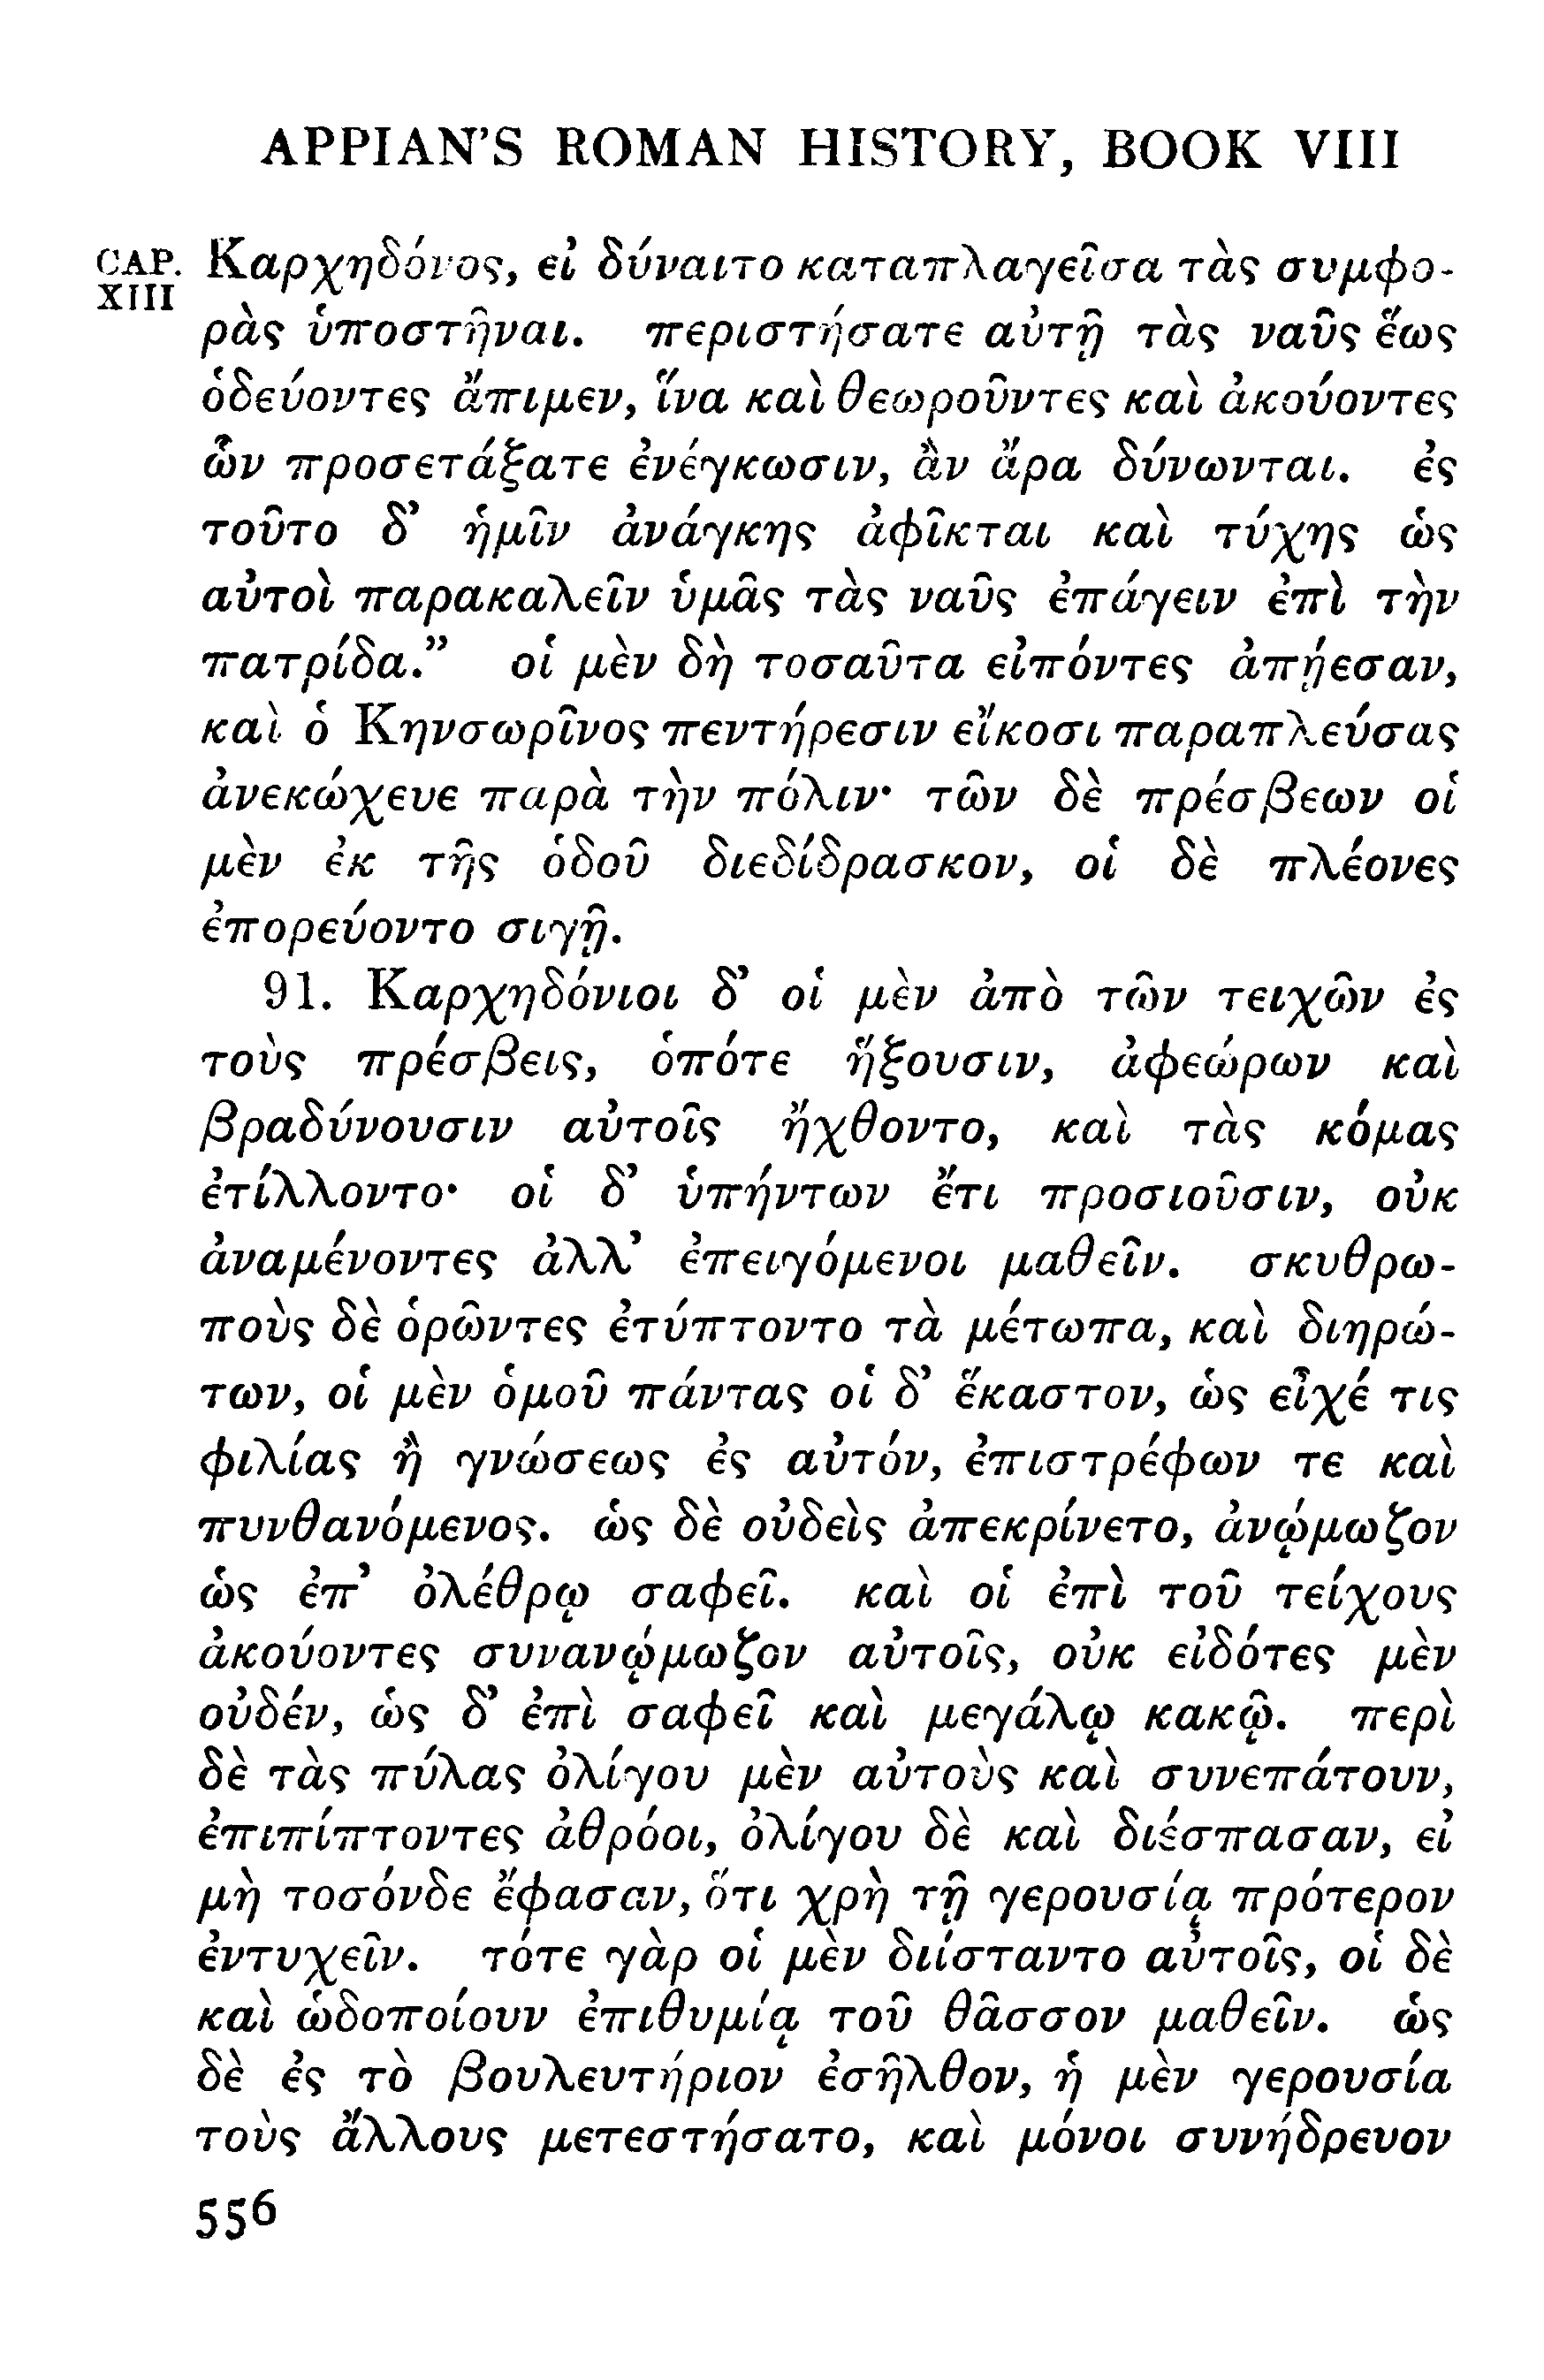 APPIAN'S ROMAN HISTORY, BOOK VIII
CAP. XIII
Καρχηδόνος, εἰ δύναιτο καταπλαγεῖσα τὰς συμφο-
ρὰς ὑποστῆναι. περιστήσατε αὐτῇ τὰς ναῦς ἕως
ὁδεύοντες ἄπιμεν, ἵνα καὶ θεωροῦντες καὶ ἀκούοντες
ὧν προσετάξατε ἐνέγκωσιν, ἂν ἄρα δύνωνται. ἐς
τοῦτο δ' ἡμῖν ἀνάγκης ἀφῖκται καὶ τύχης ὡς
αὐτοὶ παρακαλεῖν ὑμᾶς τὰς ναῦς ἐπάγειν ἐπὶ τὴν
πατρίδα.” οἱ μὲν δὴ τοσαῦτα εἰπόντες ἀπῄεσαν,
καὶ ὁ Κηνσωρῖνος πεντήρεσιν εἴκοσι παραπλεύσας
ἀνεκώχευε παρὰ τὴν πόλιν· τῶν δὲ πρέσβεων οἱ
μὲν ἐκ τῆς ὁδοῦ διεδίδρασκον, οἱ δὲ πλέονες
ἐπορεύοντο σιγῇ.
91. Καρχηδόνιοι δ' οἱ μὲν ἀπὸ τῶν τειχῶν ἐς
τοὺς πρέσβεις, ὁπότε ἥξουσιν, ἀφεώρων καὶ
βραδύνουσιν αὐτοῖς ἤχθοντο, καὶ τὰς κόμας
ἐτίλλοντο· οἱ δ' ὑπήντων ἔτι προσιοῦσιν, οὐκ
ἀναμένοντες ἀλλ' ἐπειγόμενοι μαθεῖν. σκυθρω-
ποὺς δὲ ὁρῶντες ἐτύπτοντο τὰ μέτωπα, καὶ διηρώ-
των, οἱ μὲν ὁμοῦ πάντας οἱ δ' ἕκαστον, ὡς εἶχέ τις
φιλίας ἢ γνώσεως ἐς αὐτόν, ἐπιστρέφων τε καὶ
πυνθανόμενος. ὡς δὲ οὐδεὶς ἀπεκρίνετο, ἀνῴμωζον
ὡς ἐπ' ὀλέθρῳ σαφεῖ. καὶ οἱ ἐπὶ τοῦ τείχους
ἀκούοντες συνανῴμωζον αὐτοῖς, οὐκ εἰδότες μὲν
οὐδέν, ὡς δ' ἐπὶ σαφεῖ καὶ μεγάλῳ κακῷ. περὶ
δὲ τὰς πύλας ὀλίγου μὲν αὐτοὺς καὶ συνεπάτουν,
ἐπιπίπτοντες ἀθρόοι, ὀλίγου δὲ καὶ διέσπασαν, εἰ
μὴ τοσόνδε ἔφασαν, ὅτι χρὴ τῇ γερουσίᾳ πρότερον
ἐντυχεῖν. τότε γὰρ οἱ μὲν διίσταντο αὐτοῖς, οἱ δὲ
καὶ ὡδοποίουν ἐπιθυμίᾳ τοῦ θᾶσσον μαθεῖν. ὡς
δὲ ἐς τὸ βουλευτήριον ἐσῆλθον, ἡ μὲν γερουσία
τοὺς ἄλλους μετεστήσατο, καὶ μόνοι συνήδρευον
556